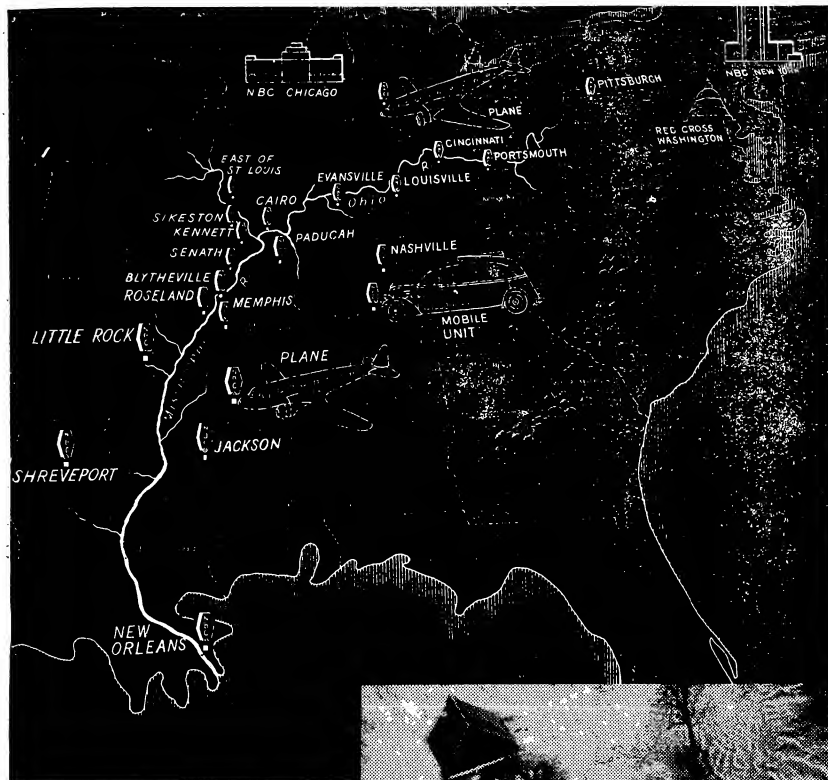 NBC CHICAGO
NBC NEW YORK
PITTSBURGH
PLANE
RED CROSS
WASHINGTON
CINCINNATI
PORTSMOUTH
EAST OF
ST LOUIS
EVANSVILLE
LOUISVILLE
R
Ohio
CAIRO
SIKESTON
KENNETT
PADUCAH
SENATH
NASHVILLE
BLYTHEVILLE
R
ROSELAND
MEMPHIS
MOBILE
UNIT
LITTLE ROCK
PLANE
JACKSON
SHREVEPORT
NEW
ORLEANS